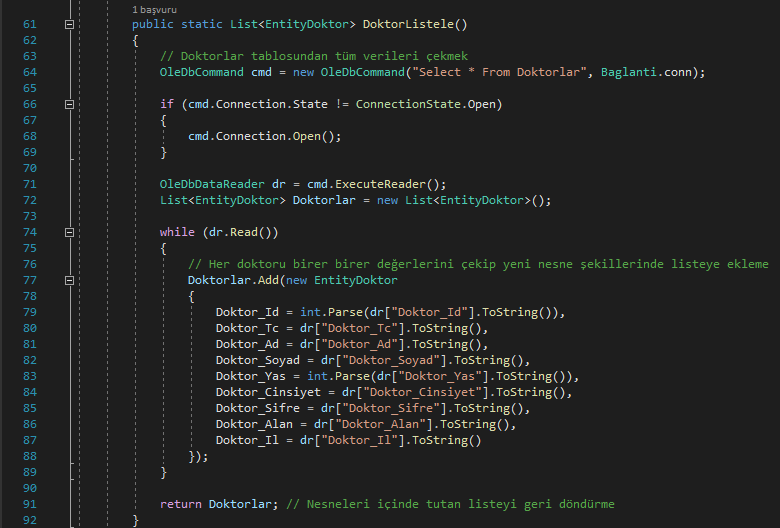 1 başvuru
61 public static List<EntityDoktor> DoktorListele()
62 {
63 // Doktorlar tablosundan tüm verileri çekmek
64 OleDbCommand cmd = new OleDbCommand("Select * From Doktorlar", Baglanti.conn);
65
66 if (cmd.Connection.State != ConnectionState.Open)
67 {
68 cmd.Connection.Open();
69 }
70
71 OleDbDataReader dr = cmd.ExecuteReader();
72 List<EntityDoktor> Doktorlar = new List<EntityDoktor>();
73
74 while (dr.Read())
75 {
76 // Her doktoru birer birer değerlerini çekip yeni nesne şekillerinde listeye ekleme
77 Doktorlar.Add(new EntityDoktor
78 {
79 Doktor_Id = int.Parse(dr["Doktor_Id"].ToString()),
80 Doktor_Tc = dr["Doktor_Tc"].ToString(),
81 Doktor_Ad = dr["Doktor_Ad"].ToString(),
82 Doktor_Soyad = dr["Doktor_Soyad"].ToString(),
83 Doktor_Yas = int.Parse(dr["Doktor_Yas"].ToString()),
84 Doktor_Cinsiyet = dr["Doktor_Cinsiyet"].ToString(),
85 Doktor_Sifre = dr["Doktor_Sifre"].ToString(),
86 Doktor_Alan = dr["Doktor_Alan"].ToString(),
87 Doktor_Il = dr["Doktor_Il"].ToString()
88 });
89 }
90
91 return Doktorlar; // Nesneleri içinde tutan listeyi geri döndürme
92 }